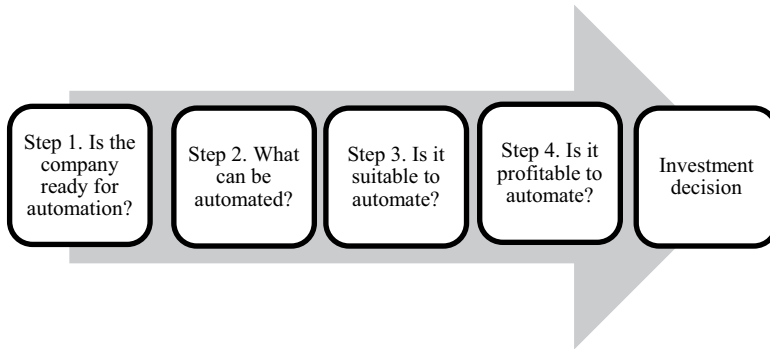 Step 1. Is the
company
ready for
automation?
Step 2. What
can be
automated?
Step 3. Is it
suitable to
automate?
Step 4. Is it
profitable to
automate?
Investment
decision